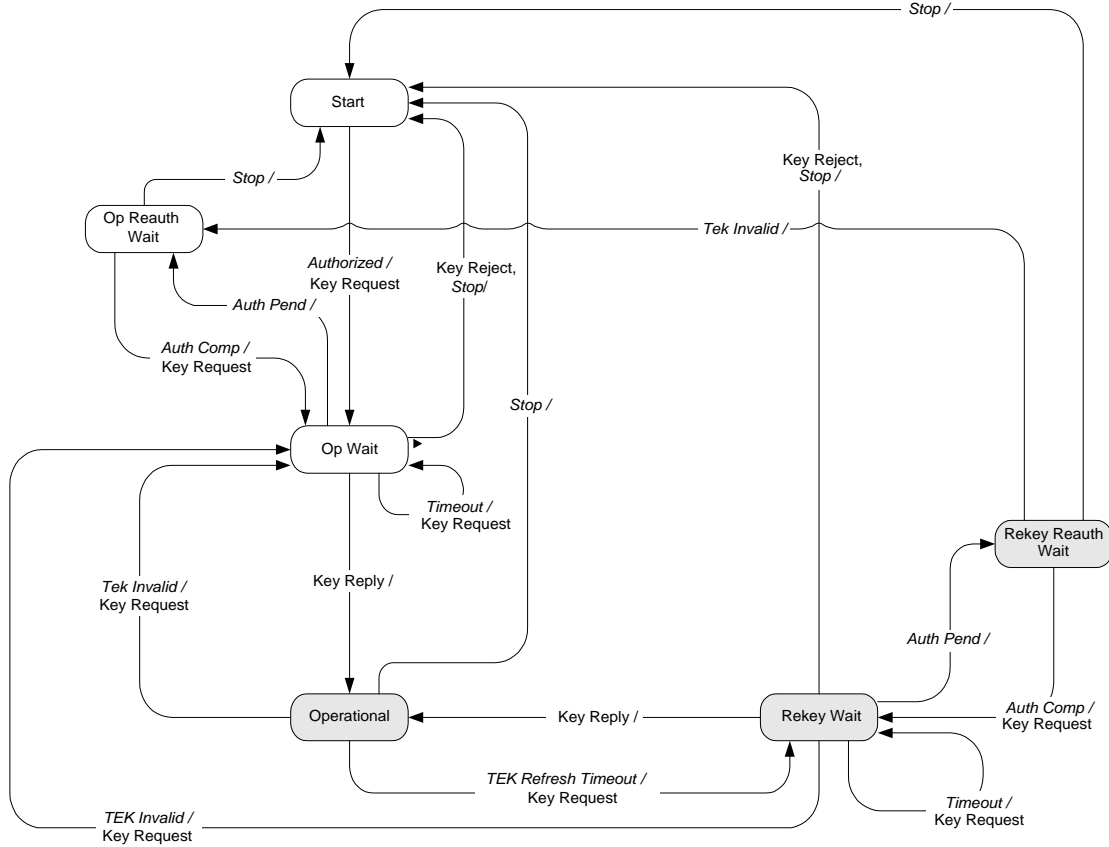 Stop /
Start
Key Reject,
Stop /
Stop /
Op Reauth
Wait
Tek Invalid /
Authorized /
Key Request
Key Reject,
Stop/
Auth Pend /
Auth Comp /
Key Request
Stop /
Op Wait
Timeout /
Key Request
Rekey Reauth
Wait
Tek Invalid /
Key Request
Key Reply /
Auth Pend /
Operational
Key Reply /
Rekey Wait
Auth Comp /
Key Request
TEK Refresh Timeout /
Key Request
Timeout /
Key Request
TEK Invalid /
Key Request